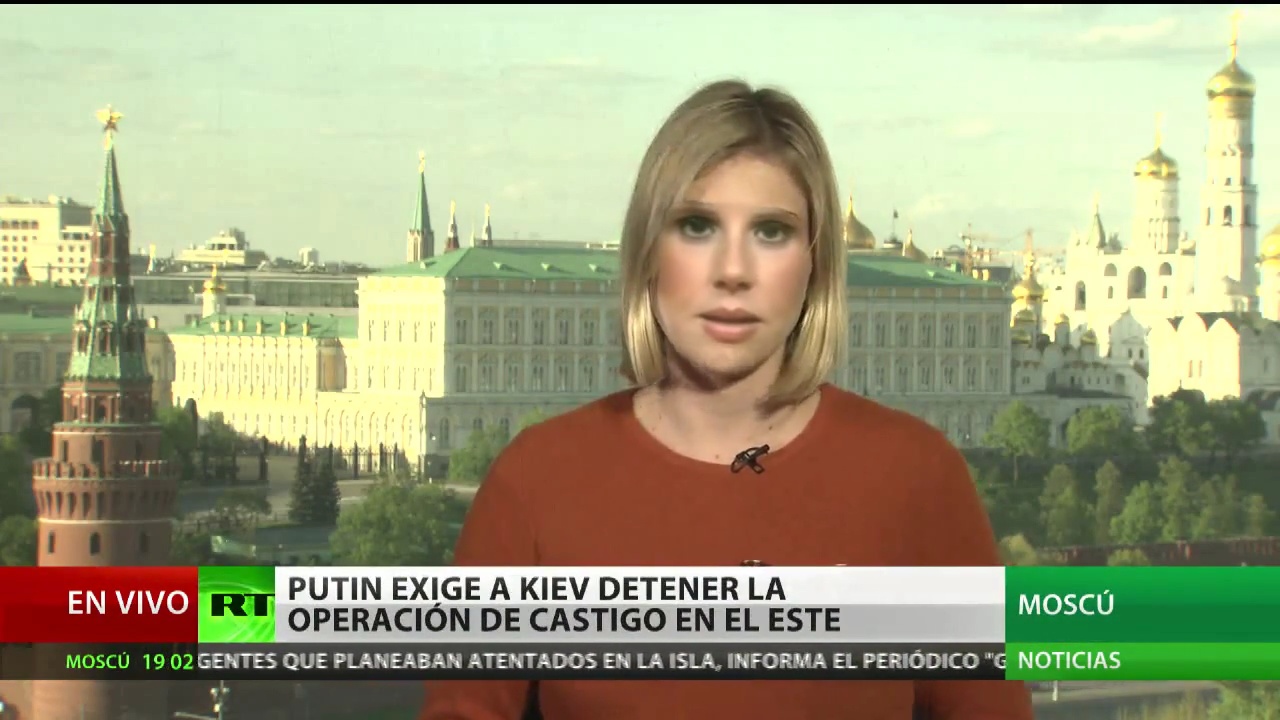 EN VIVO
RT
PUTIN EXIGE A KIEV DETENER LA
OPERACIÓN DE CASTIGO EN EL ESTE
MOSCÚ
MOSCÚ 19 02
GENTES QUE PLANEABAN ATENTADOS EN LA ISLA, INFORMA EL PERIÓDICO "G
NOTICIAS